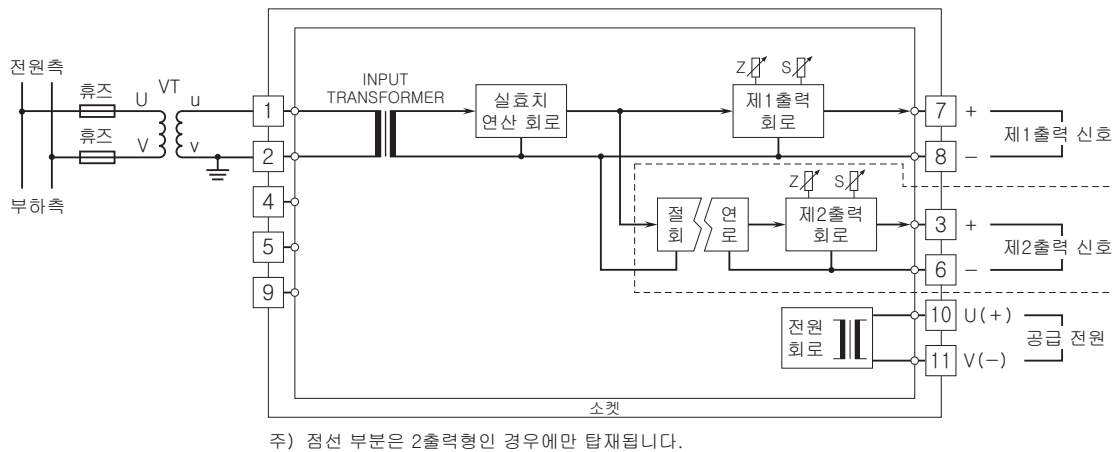 전원측
휴즈
휴즈
VT
U
u
V
v
부하측
1
2
4
5
9
INPUT
TRANSFORMER
실효치
연산 회로
Z
S
제1출력
회로
7
+
8
−
제1출력 신호
절
회
연
로
Z
S
제2출력
회로
3
+
6
−
제2출력 신호
전원
회로
10
U(+)
11
V(−)
공급 전원
소켓
주) 점선 부분은 2출력형인 경우에만 탑재됩니다.